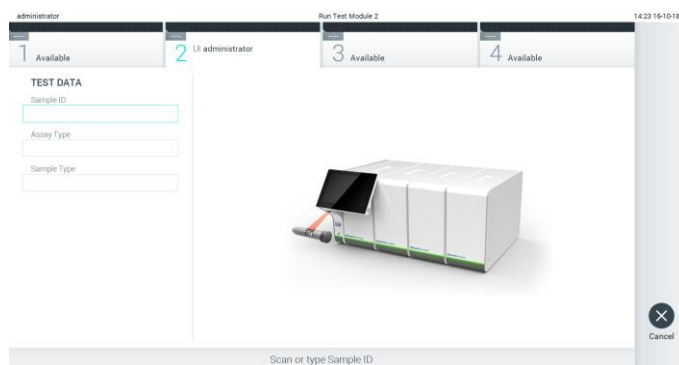 administrator
Run Test Module 2
14:23 16-10-18
1 Available
2 UI administrator
3 Available
4 Available
TEST DATA
Sample ID
Assay Type
Sample Type
Cancel
Scan or type Sample ID